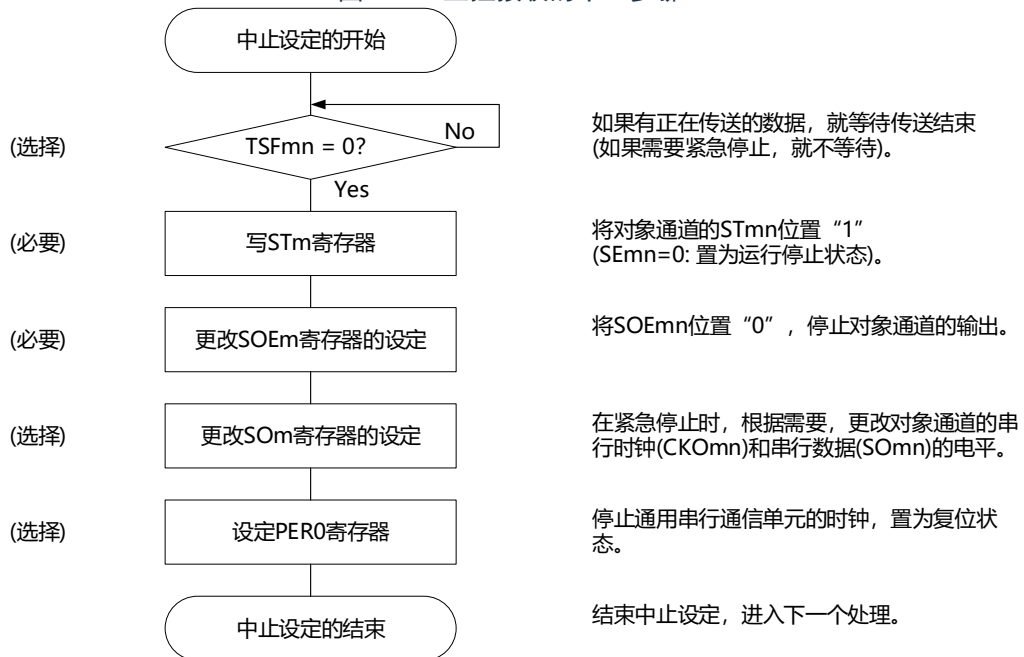 中止设定的开始
(选择)
TSFmn = 0?
No
如果有正在传送的数据，就等待传送结束
(如果需要紧急停止，就不等待)。
Yes
(必要)
写STm寄存器
将对象通道的STmn位置“1”
(SEmn=0: 置为运行停止状态)。
(必要)
更改SOEm寄存器的设定
将SOEmn位置“0”，停止对象通道的输出。
(选择)
更改SOm寄存器的设定
在紧急停止时，根据需要，更改对象通道的串
行时钟(CKOmn)和串行数据(SOmn)的电平。
(选择)
设定PER0寄存器
停止通用串行通信单元的时钟，置为复位状
态。
中止设定的结束
结束中止设定，进入下一个处理。